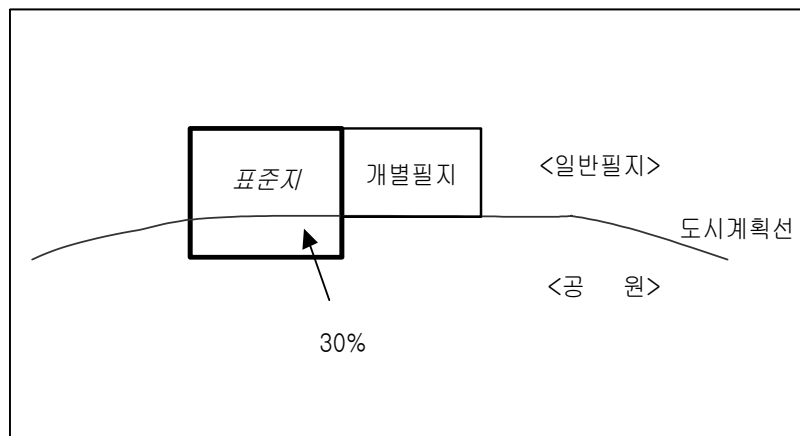 <일반필지>
표준지
개별필지
도시계획선
<공 원>
30%